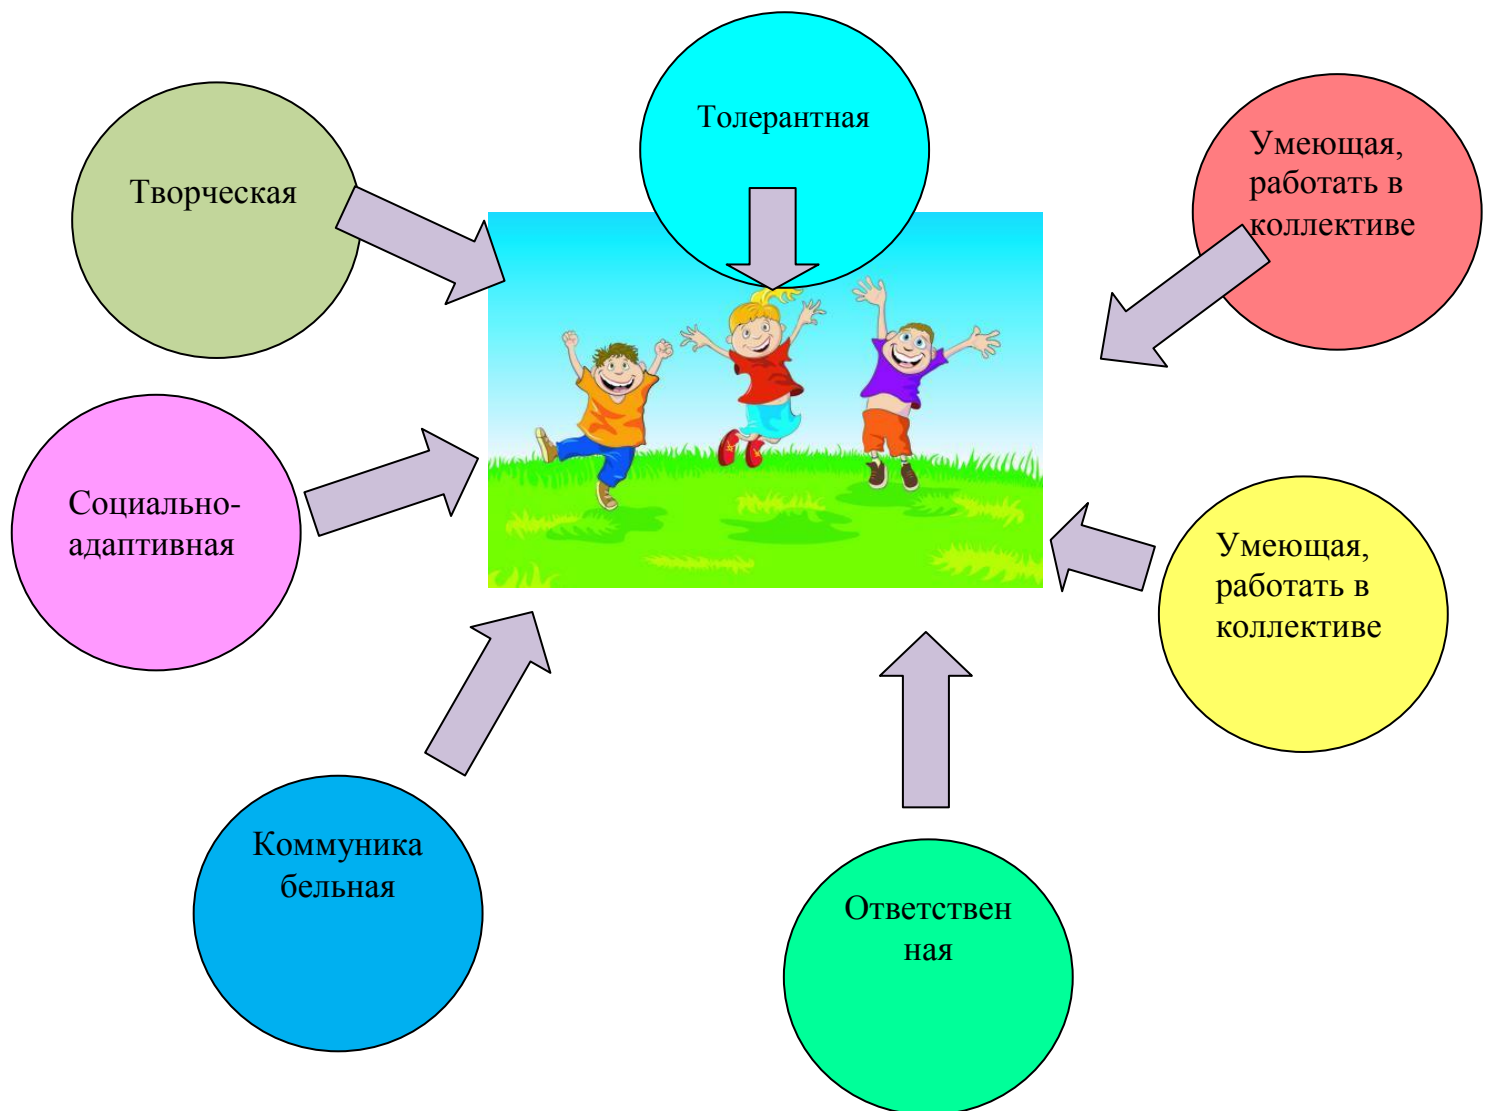 Толерантная
Творческая
Умеющая,
работать в
коллективе
Социально-
адаптивная
Умеющая,
работать в
коллективе
Коммуника
бельная
Ответствен
ная